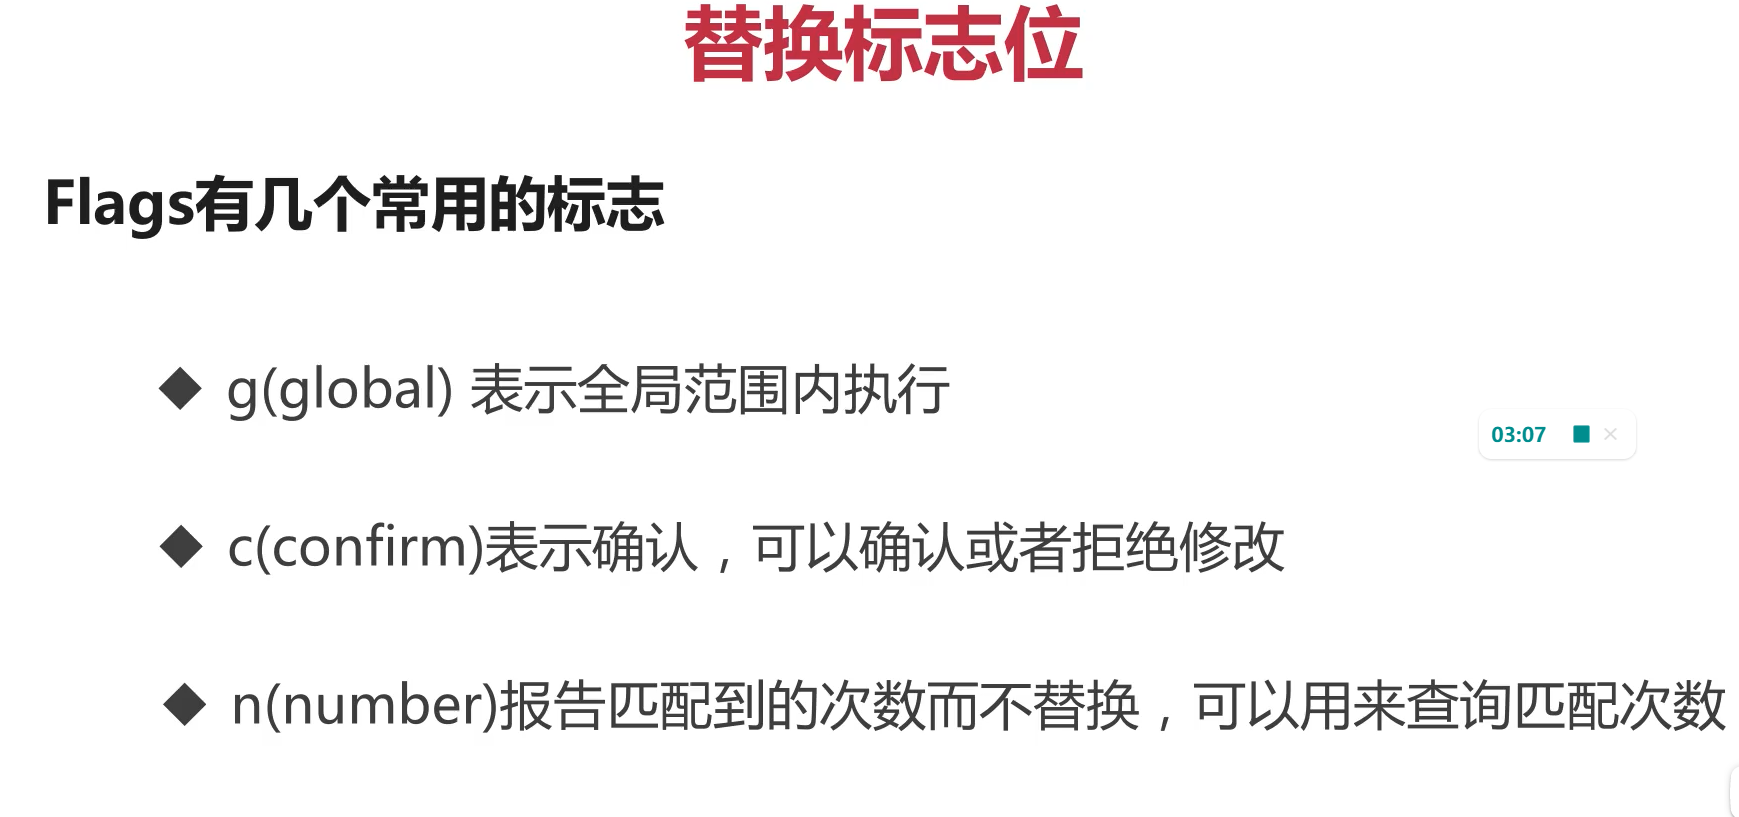 替换标志位
Flags有几个常用的标志
◆ g(global) 表示全局范围内执行
03:07
◆ c(confirm)表示确认，可以确认或者拒绝修改
◆ n(number)报告匹配到的次数而不替换，可以用来查询匹配次数